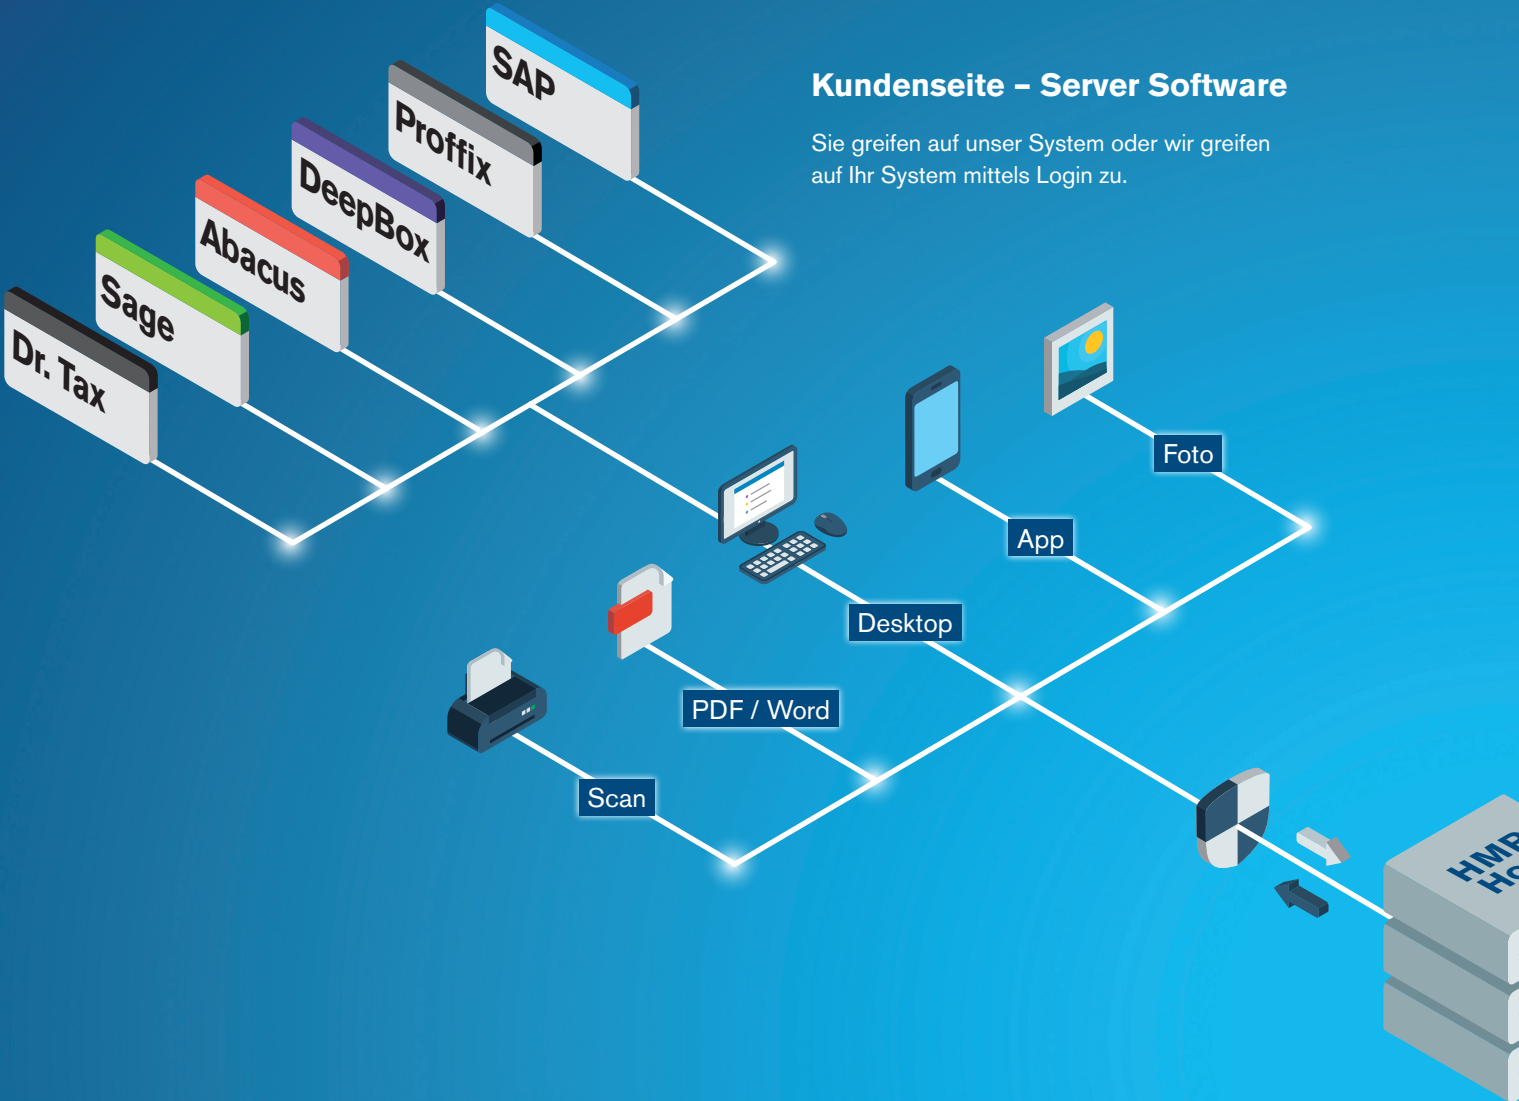 SAP
Proffix
DeepBox
Abacus
Sage
Dr. Tax
Kundenseite – Server Software
Sie greifen auf unser System oder wir greifen
auf Ihr System mittels Login zu.
Foto
App
Desktop
PDF / Word
Scan